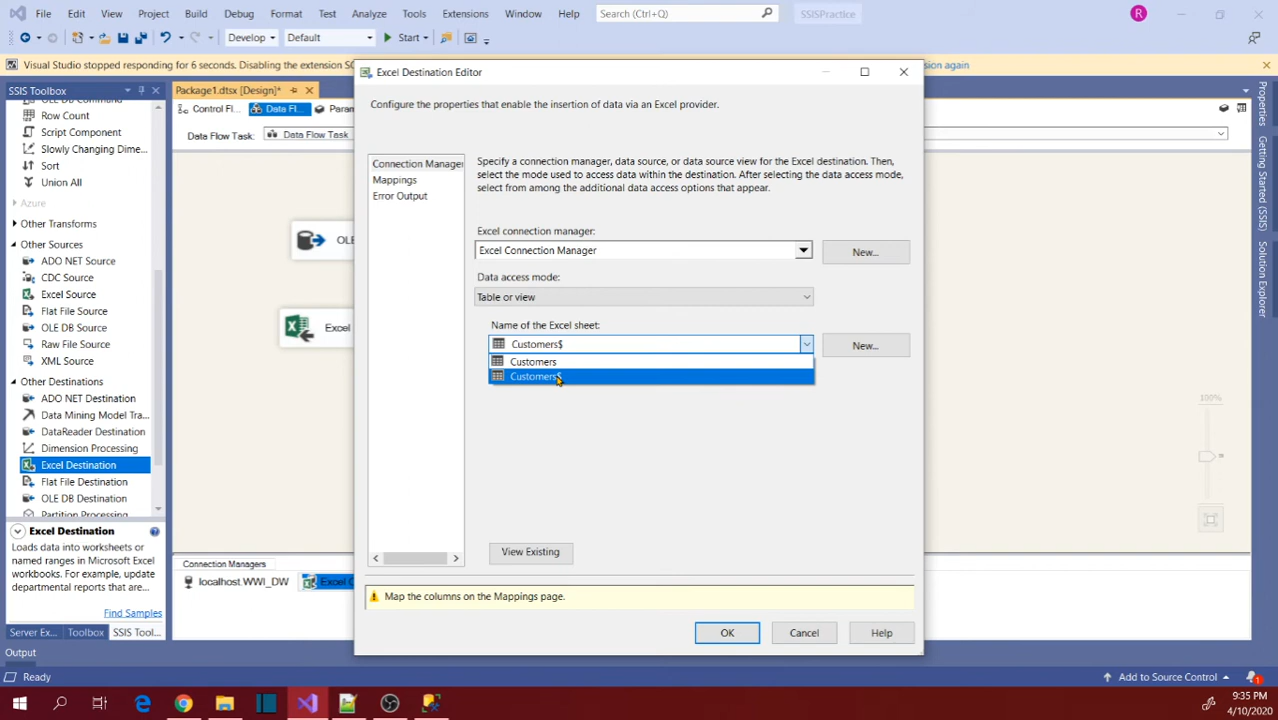 File Edit View Project Build Debug Format Test Analyze Tools Extensions Window Help Search (Ctrl+Q) SSISPractice R
Develop Default Start
Visual Studio stopped responding for 6 seconds. Disabling the extension SC
sion again
SSIS Toolbox
Package1.dtsx [Design]*
Control Fl...
Data Fl...
Param
Data Flow Task:
Data Flow Task
OLE DB Command
Row Count
Script Component
Slowly Changing Dime...
Sort
Union All
Azure
Other Transforms
Other Sources
ADO NET Source
CDC Source
Excel Source
Flat File Source
OLE DB Source
Raw File Source
XML Source
Other Destinations
ADO NET Destination
Data Mining Model Tra...
DataReader Destination
Dimension Processing
Excel Destination
Flat File Destination
OLE DB Destination
Partition Processing
Excel Destination
Loads data into worksheets or
named ranges in Microsoft Excel
workbooks. For example, update
departmental reports that are...
Find Samples
Server Ex... Toolbox SSIS Tool...
Output
Ready
OLE
Excel
Connection Managers
localhost.WWI_DW
Excel C
Excel Destination Editor
Configure the properties that enable the insertion of data via an Excel provider.
Connection Manager
Mappings
Error Output
Specify a connection manager, data source, or data source view for the Excel destination. Then,
select the mode used to access data within the destination. After selecting the data access mode,
select from among the additional data access options that appear.
Excel connection manager:
Excel Connection Manager
New...
Data access mode:
Table or view
Name of the Excel sheet:
Customers$
New...
Customers
Customers$
View Existing
Map the columns on the Mappings page.
OK Cancel Help
100%
Properties
Getting Started (SSIS)
Solution Explorer
Add to Source Control
1
9:35 PM
4/10/2020